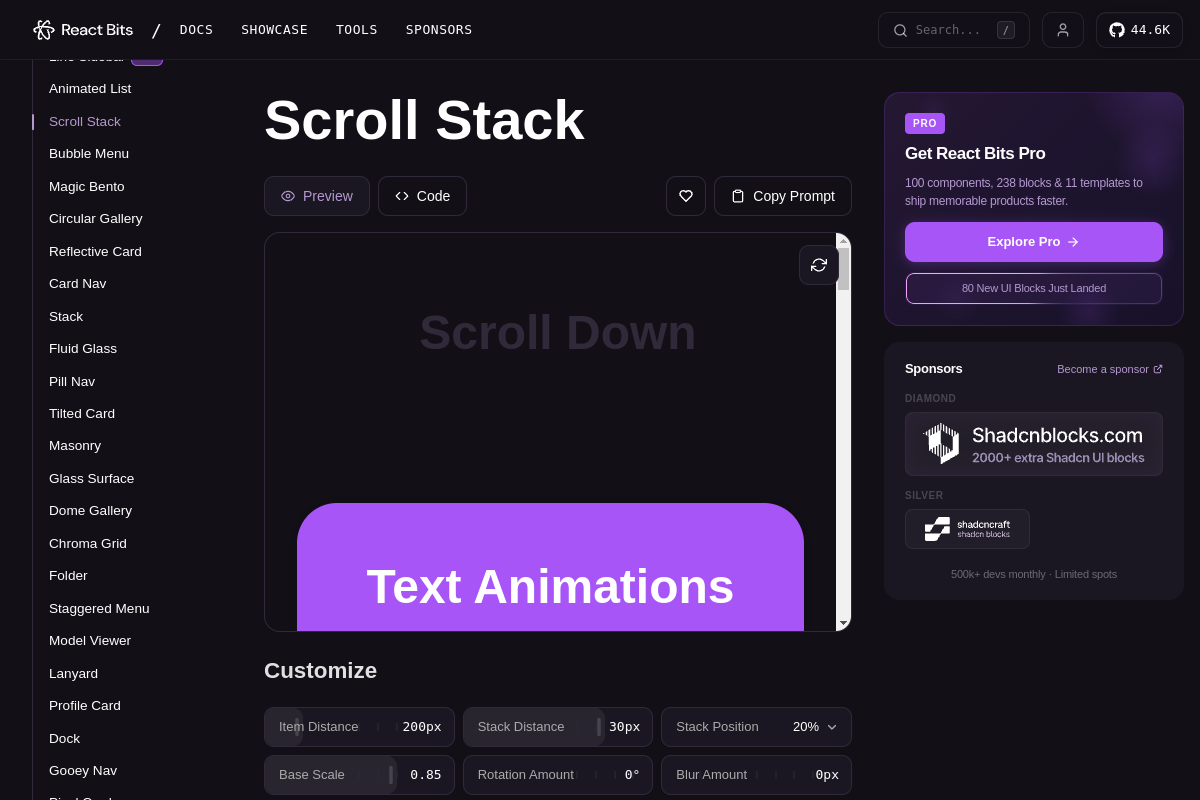 React Bits
/
DOCS
SHOWCASE
TOOLS
SPONSORS
Search...
/
44.6K
Animated List
Scroll Stack
Bubble Menu
Magic Bento
Circular Gallery
Reflective Card
Card Nav
Stack
Fluid Glass
Pill Nav
Tilted Card
Masonry
Glass Surface
Dome Gallery
Chroma Grid
Folder
Staggered Menu
Model Viewer
Lanyard
Profile Card
Dock
Gooey Nav
Scroll Stack
Preview
Code
Copy Prompt
Scroll Down
Text Animations
Customize
Item Distance 200px
Stack Distance 30px
Stack Position 20%
Base Scale 0.85
Rotation Amount 0°
Blur Amount 0px
PRO
Get React Bits Pro
100 components, 238 blocks & 11 templates to
ship memorable products faster.
Explore Pro
80 New UI Blocks Just Landed
Sponsors
Become a sponsor
DIAMOND
Shadcnblocks.com
2000+ extra Shadcn UI blocks
SILVER
shadcncraft
shadcn blocks
500k+ devs monthly · Limited spots